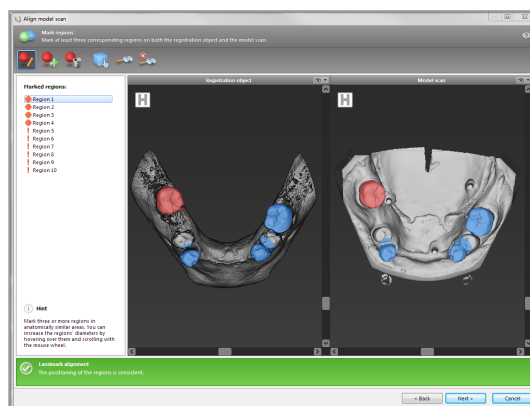 Align model scan
Mark regions
Mark at least three corresponding regions on both the registration object and the model scan.
Marked regions:
Region 1
Region 2
Region 3
Region 4
Region 5
Region 6
Region 7
Region 8
Region 9
Region 10
Hint
Mark three or more regions in
anatomically similar areas. You can
increase the regions' diameters by
hovering over them and scrolling with
the mouse wheel.
Registration object
H
Model scan
H
Landmark alignment
The positioning of the regions is consistent.
< Back
Next >
Cancel